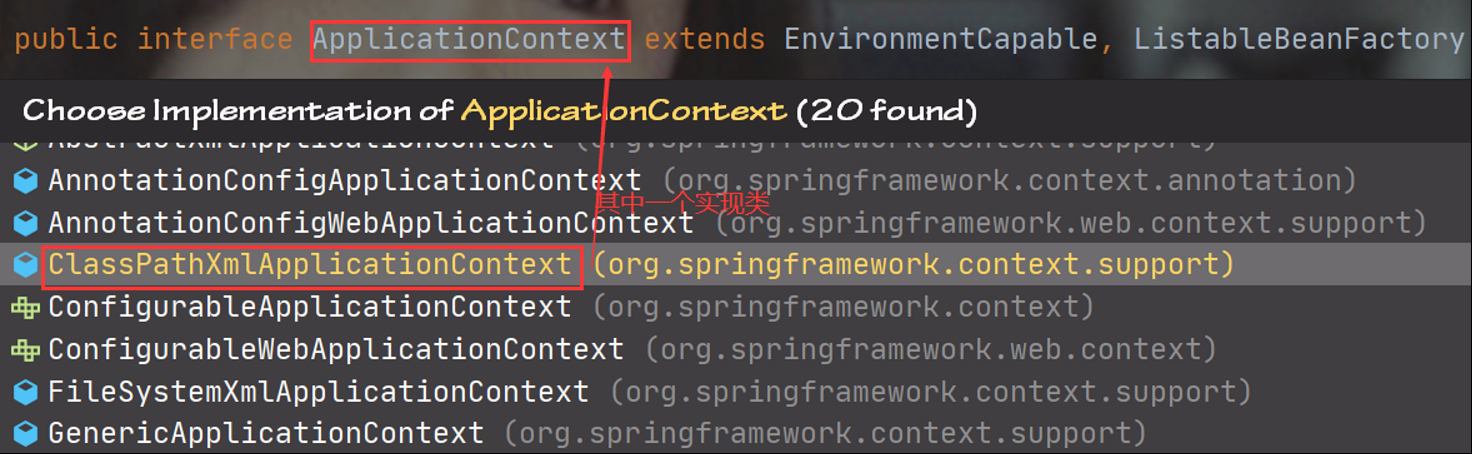 public interface ApplicationContext extends EnvironmentCapable, ListableBeanFactory
Choose Implementation of ApplicationContext (20 found)
AbstractXmlApplicationContext (org.springframework.context.support)
AnnotationConfigApplicationContext (org.springframework.context.annotation)
其中一个实现类
AnnotationConfigWebApplicationContext (org.springframework.web.context.support)
ClassPathXmlApplicationContext (org.springframework.context.support)
ConfigurableApplicationContext (org.springframework.context)
ConfigurableWebApplicationContext (org.springframework.web.context)
FileSystemXmlApplicationContext (org.springframework.context.support)
GenericApplicationContext (org.springframework.context.support)